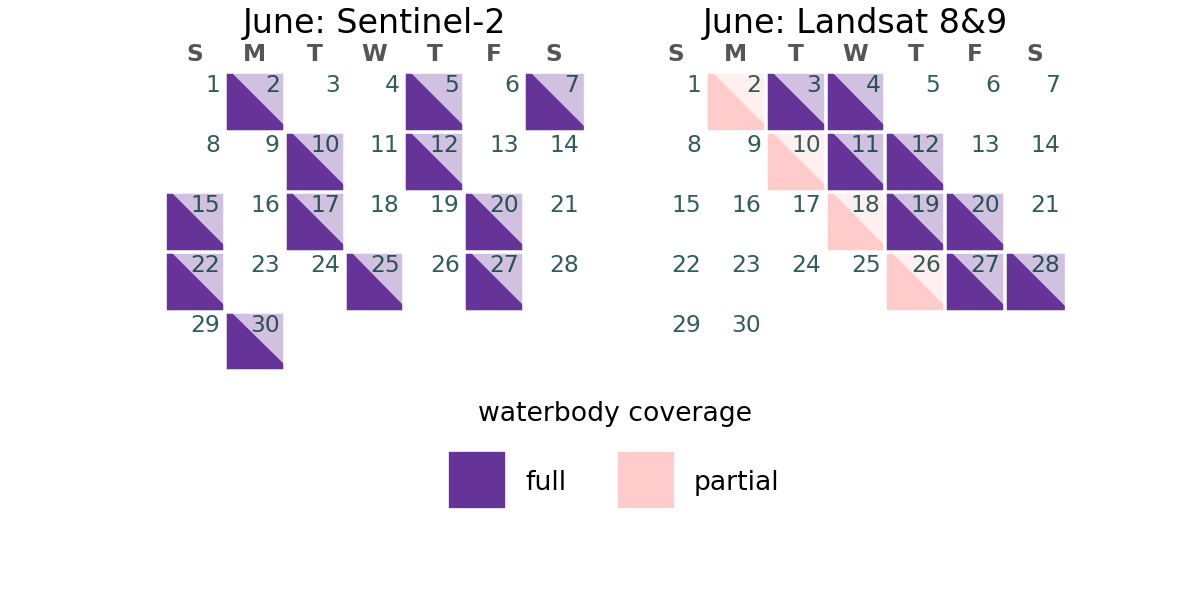 June: Sentinel-2
S M T W T F S
1 2 3 4 5 6 7
8 9 10 11 12 13 14
15 16 17 18 19 20 21
22 23 24 25 26 27 28
29 30
June: Landsat 8&9
S M T W T F S
1 2 3 4 5 6 7
8 9 10 11 12 13 14
15 16 17 18 19 20 21
22 23 24 25 26 27 28
29 30
waterbody coverage
full partial